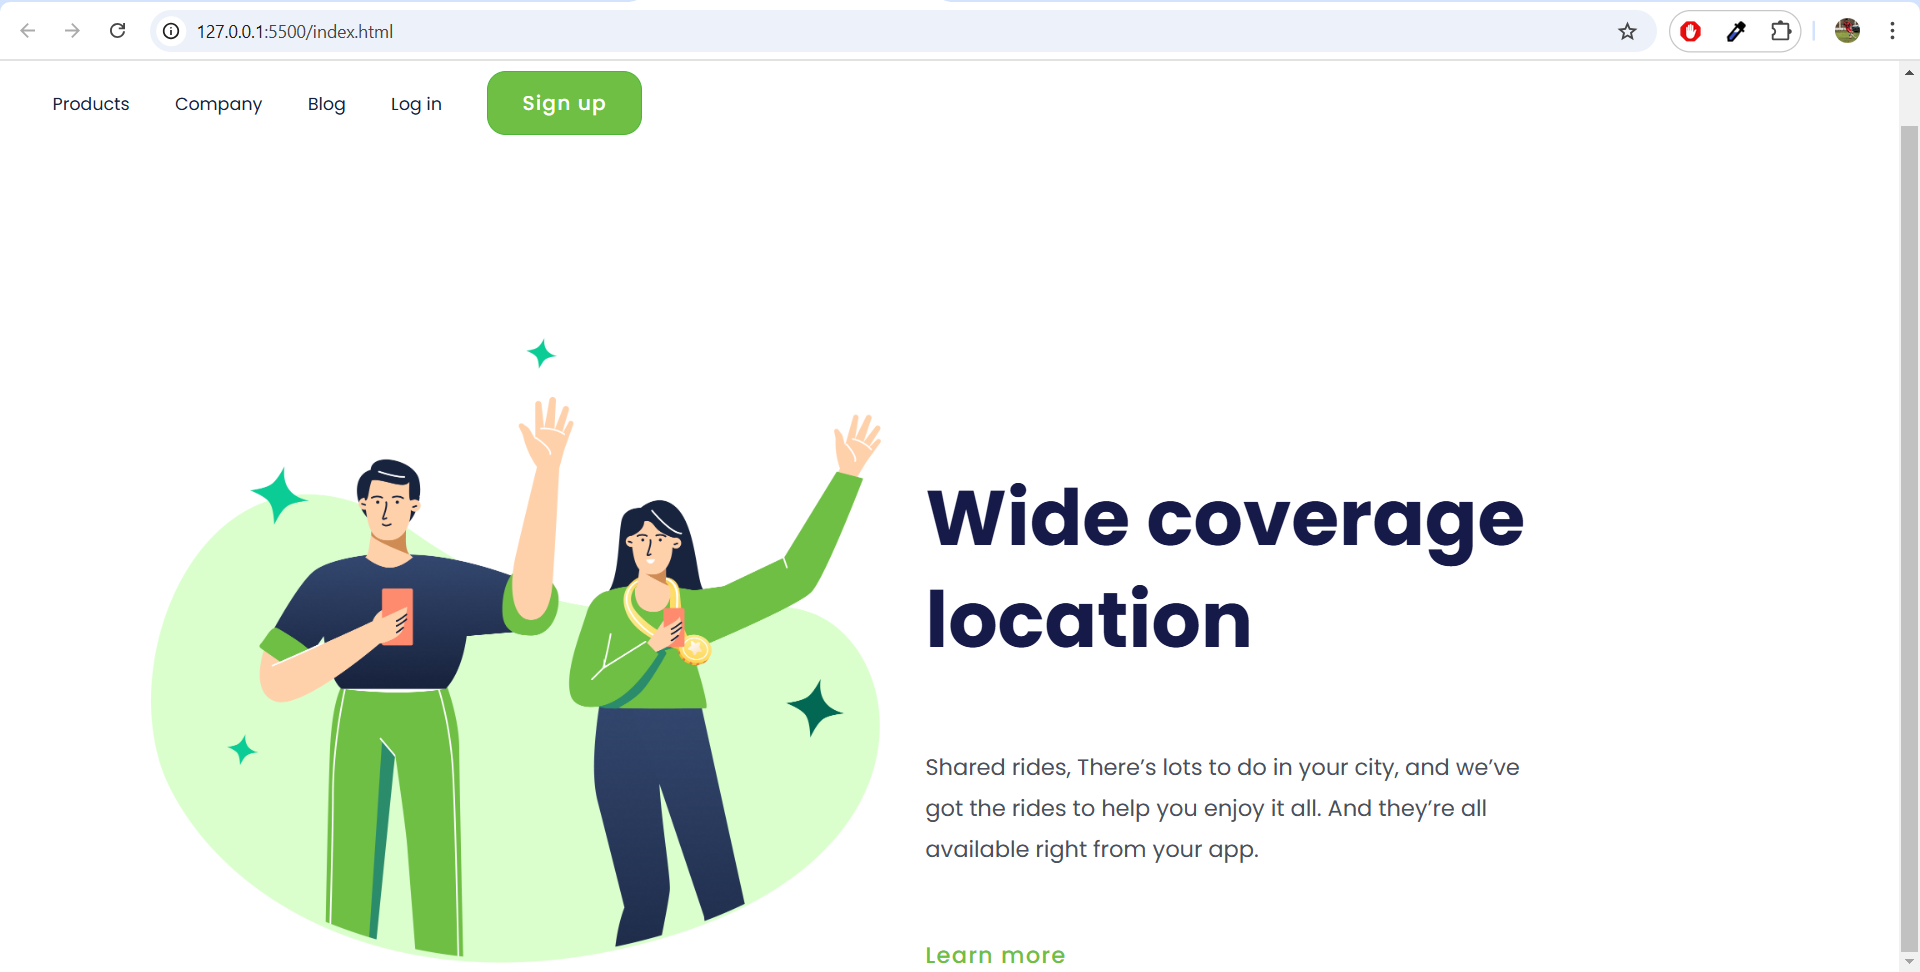 127.0.0.1:5500/index.html
Products Company Blog Log in Sign up
Wide coverage
location
Shared rides, There’s lots to do in your city, and we’ve
got the rides to help you enjoy it all. And they’re all
available right from your app.
Learn more